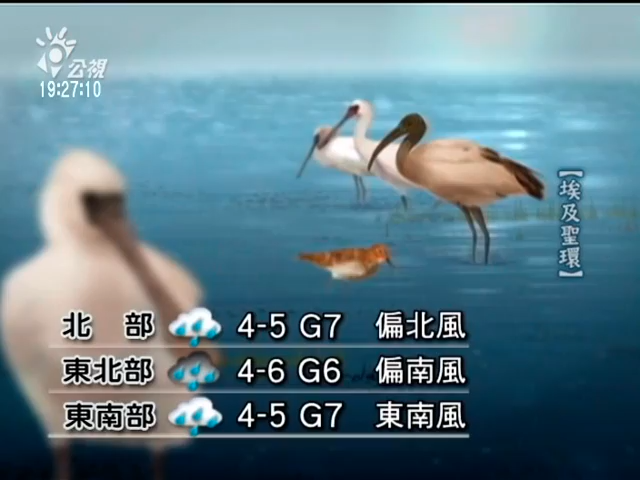 公視
19:27:10
【埃及聖環】
北部 4-5 G7 偏北風
東北部 4-6 G6 偏南風
東南部 4-5 G7 東南風